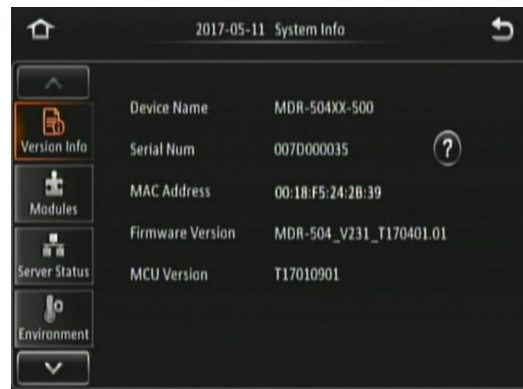 2017-05-11 System Info
Version Info
Modules
Server Status
Environment
Device Name MDR-504XX-500
Serial Num 007D000035
?
MAC Address 00:18:F5:24:2B:39
Firmware Version MDR-504_V231_T170401.01
MCU Version T17010901